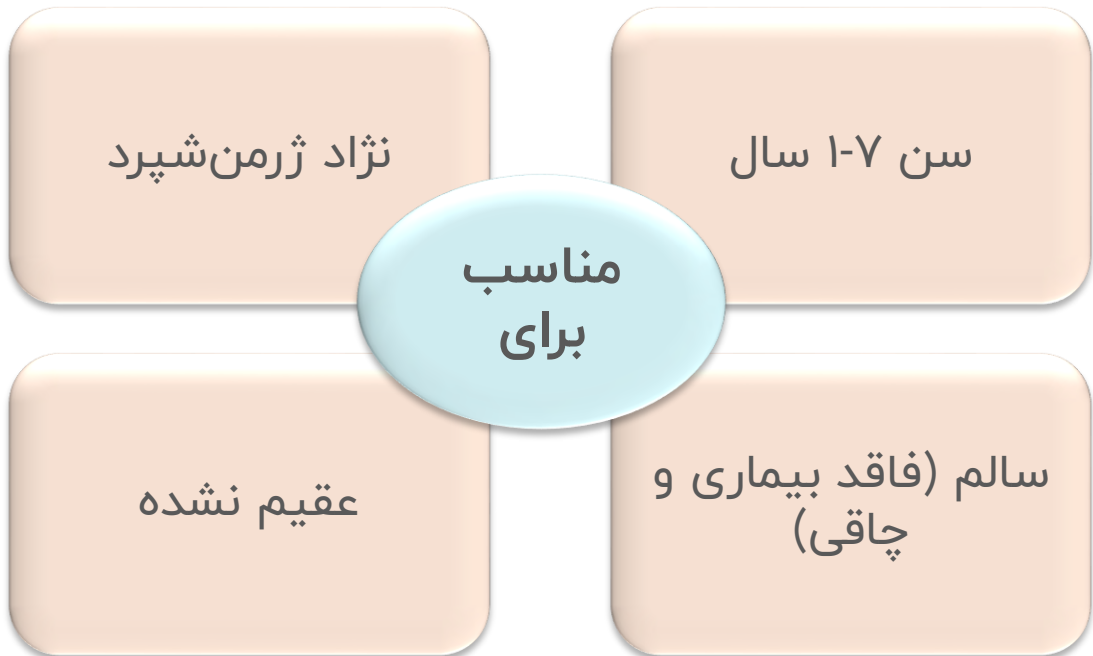 سن ۷-۱ سال
نژاد ژرمن‌شپرد
مناسب
برای
سالم (فاقد بیماری و
چاقی)
عقیم نشده